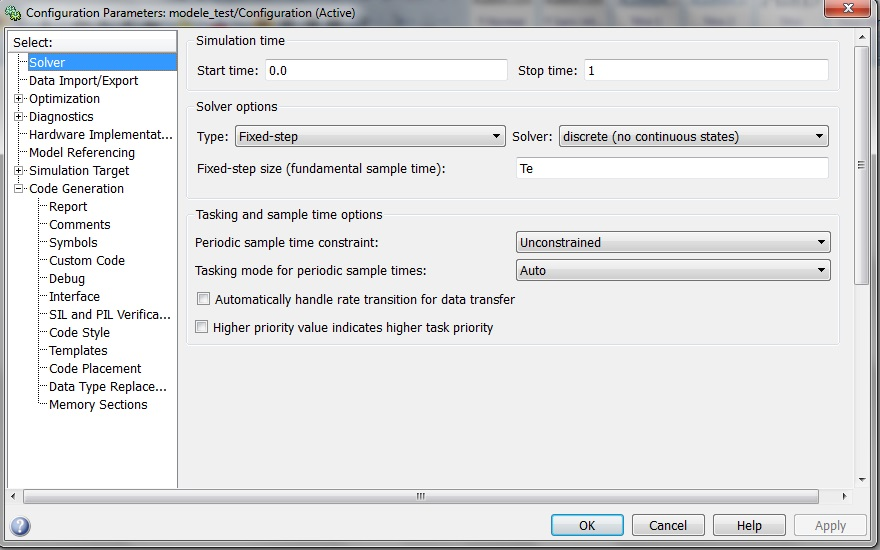 Configuration Parameters: modele_test/Configuration (Active)
Select:
Solver
Data Import/Export
Optimization
Diagnostics
Hardware Implementat...
Model Referencing
Simulation Target
Code Generation
Report
Comments
Symbols
Custom Code
Debug
Interface
SIL and PIL Verifica...
Code Style
Templates
Code Placement
Data Type Replace...
Memory Sections
Simulation time
Start time: 0.0 Stop time: 1
Solver options
Type: Fixed-step Solver: discrete (no continuous states)
Fixed-step size (fundamental sample time): Te
Tasking and sample time options
Periodic sample time constraint: Unconstrained
Tasking mode for periodic sample times: Auto
Automatically handle rate transition for data transfer
Higher priority value indicates higher task priority
OK Cancel Help Apply